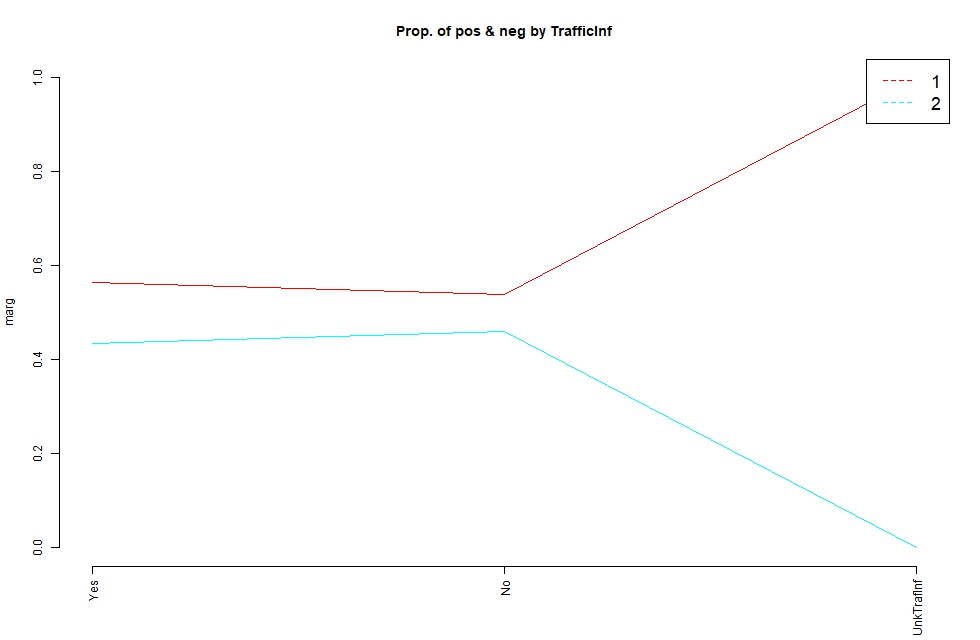 Prop. of pos & neg by TrafficInf
1
2
marg
1.0
0.8
0.6
0.4
0.2
0.0
Yes
No
UnkTrafInf